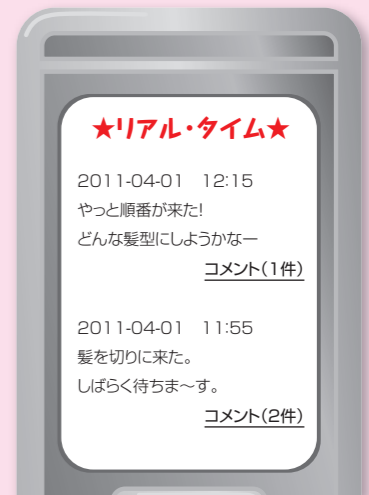 ★リアル・タイム★
2011-04-01　12:15
やっと順番が来た!
どんな髪型にしようかなー
コメント(1件)
2011-04-01　11:55
髪を切りに来た。
しばらく待ちま〜す。
コメント(2件)